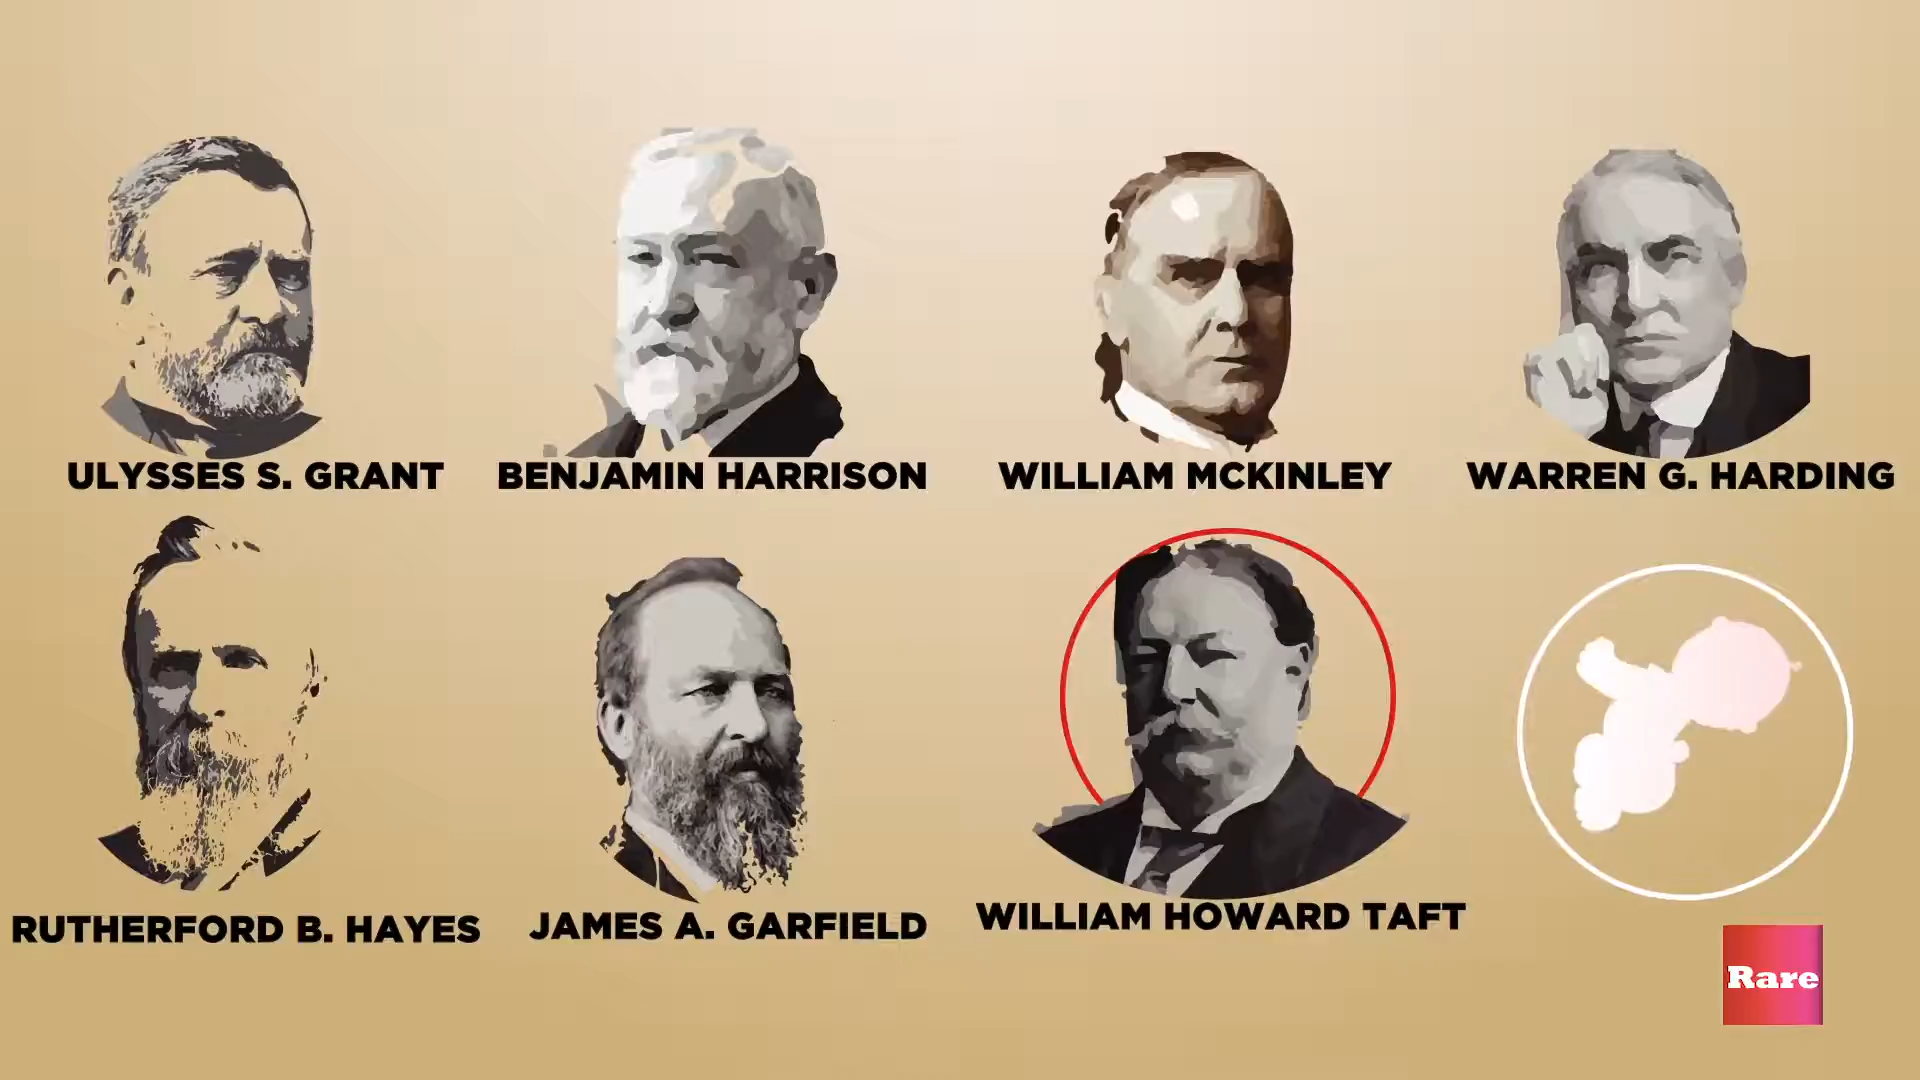 ULYSSES S. GRANT
BENJAMIN HARRISON
WILLIAM MCKINLEY
WARREN G. HARDING
RUTHERFORD B. HAYES
JAMES A. GARFIELD
WILLIAM HOWARD TAFT
Rare